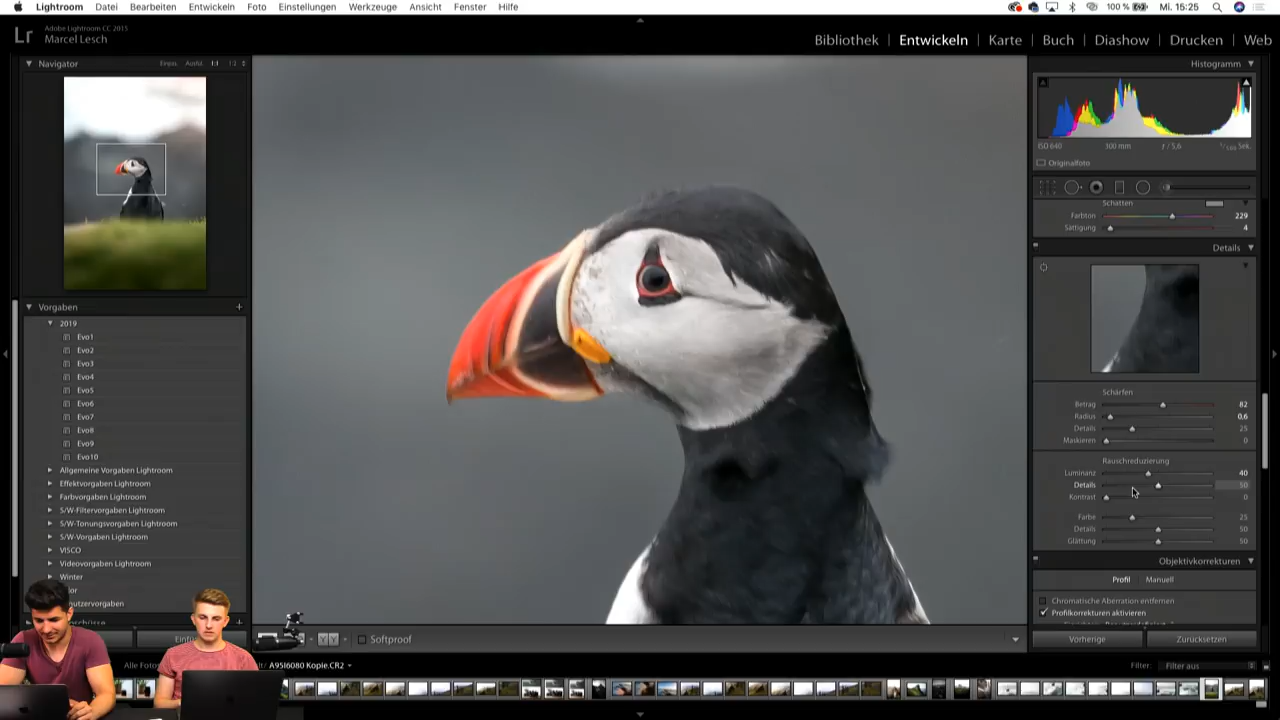 Lightroom Datei Bearbeiten Entwickeln Foto Einstellungen Werkzeuge Ansicht Fenster Hilfe 100 % Mi. 15:25
Lr Adobe Lightroom CC 2015
Marcel Lesch
Bibliothek Entwickeln Karte Buch Diashow Drucken Web
Navigator 1:1
Vorgaben +
2019
Evo1
Evo2
Evo3
Evo4
Evo5
Evo6
Evo7
Evo8
Evo9
Evo10
Allgemeine Vorgaben Lightroom
Effektvorgaben Lightroom
Farbvorgaben Lightroom
S/W-Filtervorgaben Lightroom
S/W-Tonungsvorgaben Lightroom
S/W-Vorgaben Lightroom
VISCO
Videovorgaben Lightroom
Winter
Softproof
Histogramm
ISO 640 300 mm f / 5,6 Sek.
Originalfoto
Schatten
Farbton 229
Sättigung 4
Details
Schärfen
Betrag 82
Radius 0,6
Details 25
Maskieren 0
Rauschreduzierung
Luminanz 40
Details 50
Kontrast 0
Farbe 25
Details 50
Glättung 50
Objektivkorrekturen
Profil Manuell
Chromatische Aberration entfernen
Profilkorrekturen aktivieren
Vorherige Zurücksetzen
Alle Foto A95I6080 Kopie.CR2 Filter: Filter aus